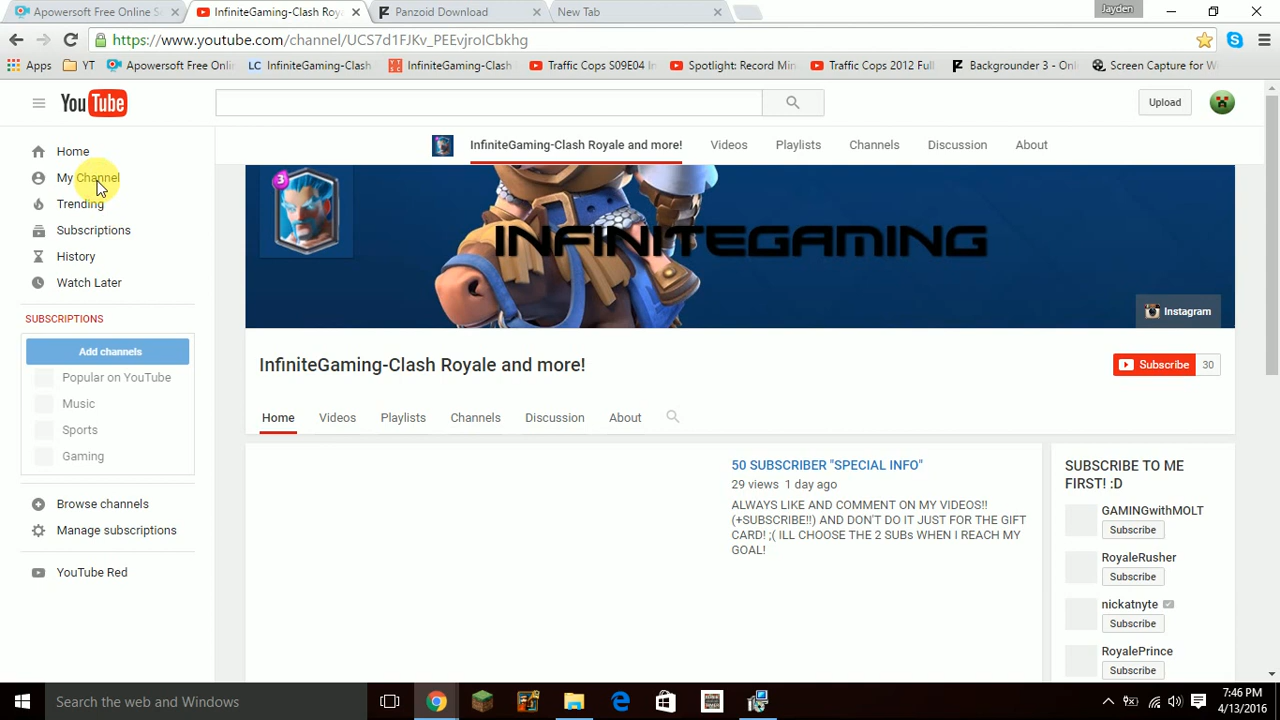 Apowersoft Free Online S
InfiniteGaming-Clash Roya
Panzoid Download
New Tab
Jayden
https://www.youtube.com/channel/UCS7d1FJKv_PEEvjroICbkhg
Apps
YT
Apowersoft Free Onli
InfiniteGaming-Clash
InfiniteGaming-Clash
Traffic Cops S09E04 I
Spotlight: Record Min
Traffic Cops 2012 Full
Backgrounder 3 - Onl
Screen Capture for W
YouTube
Upload
Home
My Channel
Trending
Subscriptions
History
Watch Later
SUBSCRIPTIONS
Add channels
Popular on YouTube
Music
Sports
Gaming
Browse channels
Manage subscriptions
YouTube Red
InfiniteGaming-Clash Royale and more!
Videos
Playlists
Channels
Discussion
About
3
INFINITEGAMING
Instagram
InfiniteGaming-Clash Royale and more!
Subscribe 30
Home
Videos
Playlists
Channels
Discussion
About
50 SUBSCRIBER "SPECIAL INFO"
29 views 1 day ago
ALWAYS LIKE AND COMMENT ON MY VIDEOS!!
(+SUBSCRIBE!!) AND DON'T DO IT JUST FOR THE GIFT
CARD! ;( ILL CHOOSE THE 2 SUBs WHEN I REACH MY
GOAL!
SUBSCRIBE TO ME
FIRST! :D
GAMINGwithMOLT
Subscribe
RoyaleRusher
Subscribe
nickatnyte
Subscribe
RoyalePrince
Subscribe
Search the web and Windows
7:46 PM
4/13/2016